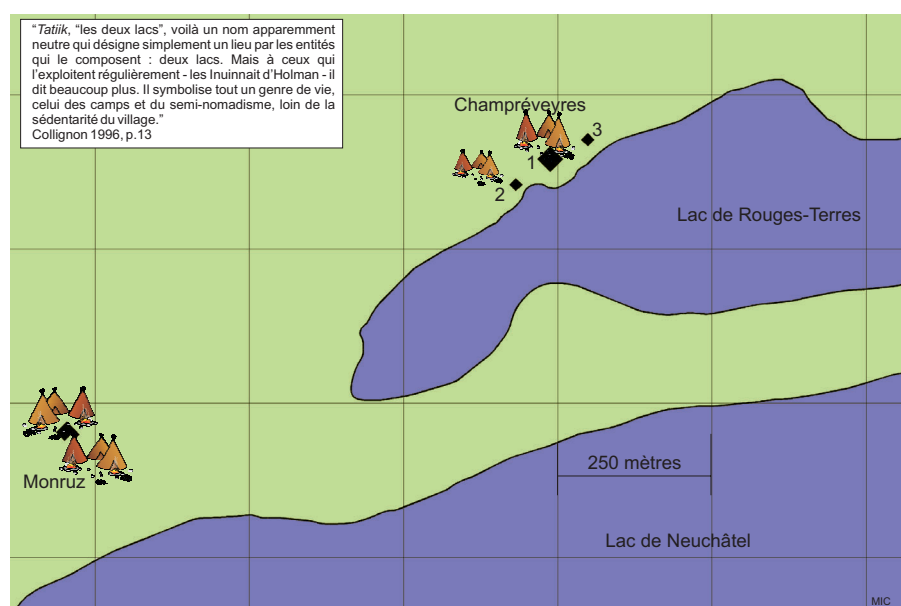 “Tatiik, “les deux lacs”, voilà un nom apparemment
neutre qui désigne simplement un lieu par les entités
qui le composent : deux lacs. Mais à ceux qui
l’exploitent régulièrement - les Inuinnait d’Holman - il
dit beaucoup plus. Il symbolise tout un genre de vie,
celui des camps et du semi-nomadisme, loin de la
sédentarité du village.”
Collignon 1996, p.13
Champréveyres
3
1
2
Lac de Rouges-Terres
250 mètres
Monruz
Lac de Neuchâtel
MIC